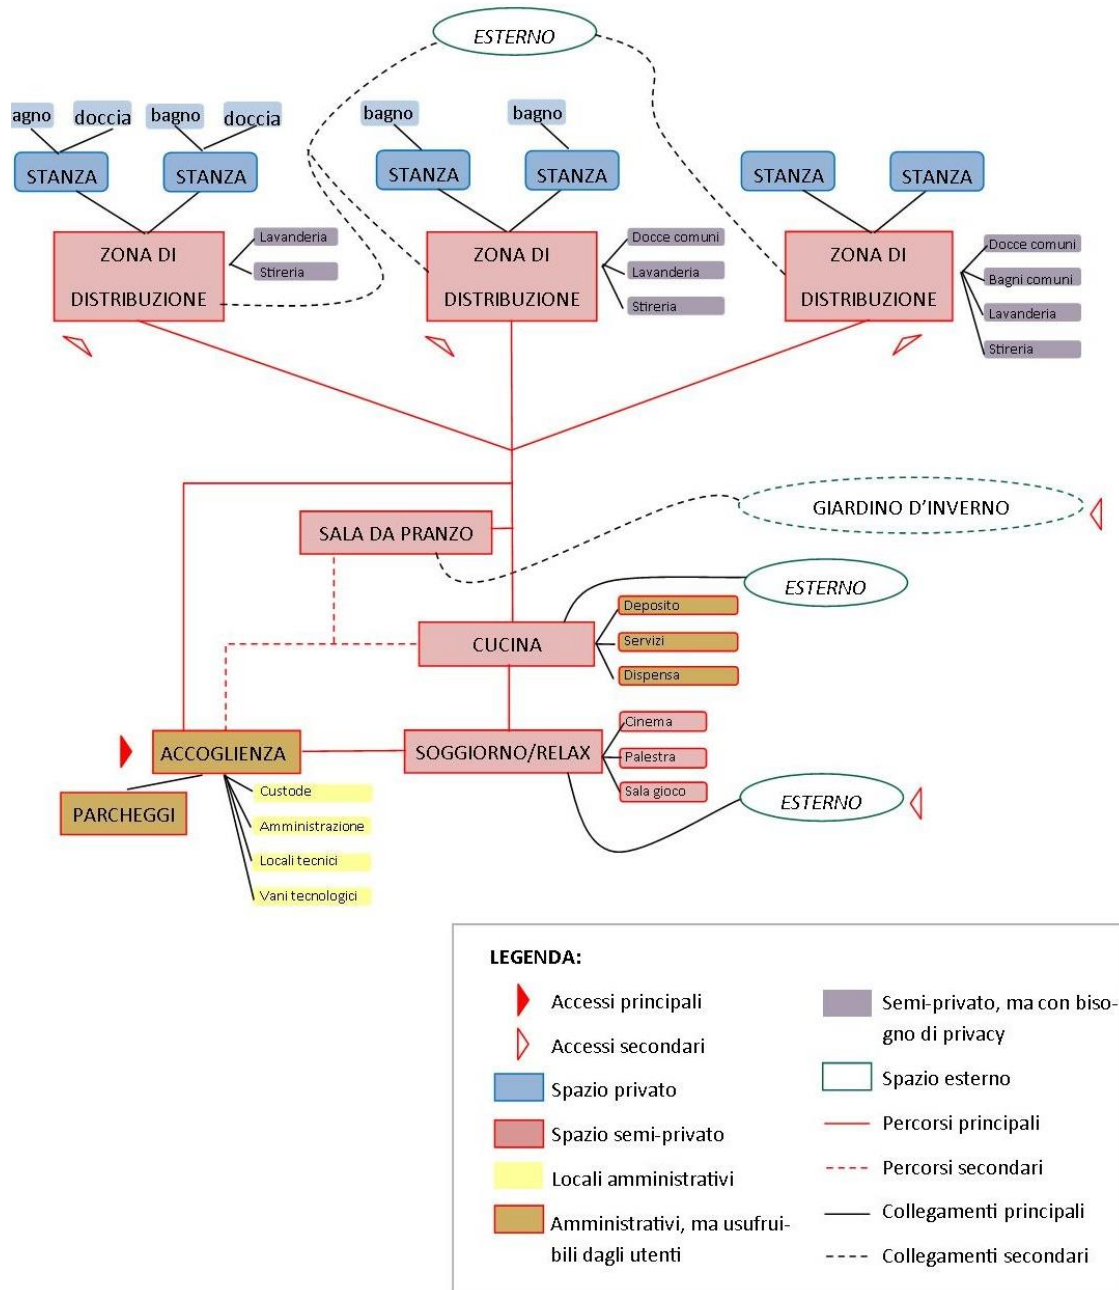 ESTERNO
agno doccia bagno doccia bagno bagno
STANZA STANZA STANZA STANZA STANZA STANZA
ZONA DI
DISTRIBUZIONE
Lavanderia
Stireria
ZONA DI
DISTRIBUZIONE
Docce comuni
Lavanderia
Stireria
ZONA DI
DISTRIBUZIONE
Docce comuni
Bagni comuni
Lavanderia
Stireria
GIARDINO D'INVERNO
SALA DA PRANZO
ESTERNO
CUCINA
Deposito
Servizi
Dispensa
ACCOGLIENZA
SOGGIORNO/RELAX
Cinema
Palestra
Sala gioco
ESTERNO
PARCHEGGI
Custode
Amministrazione
Locali tecnici
Vani tecnologici
LEGENDA:
Accessi principali
Accessi secondari
Spazio privato
Spazio semi-privato
Locali amministrativi
Amministrativi, ma usufrui-
bili dagli utenti
Semi-privato, ma con biso-
gno di privacy
Spazio esterno
Percorsi principali
Percorsi secondari
Collegamenti principali
Collegamenti secondari